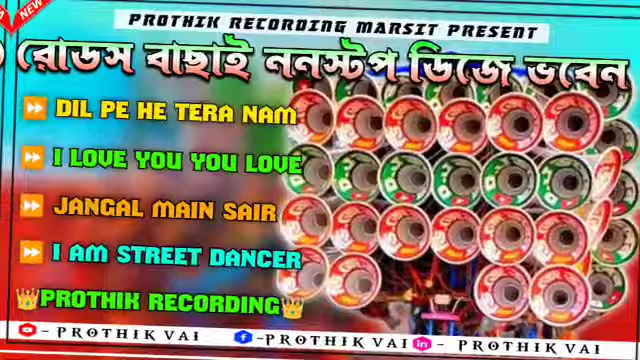 NEW
PROTHIK RECORDING MARSIT PRESENT
রোডস বাছাই ননস্টপ ডিজে ভবেন
DIL PE HE TERA NAM
I LOVE YOU YOU LOVE
JANGAL MAIN SAIR
I AM STREET DANCER
PROTHIK RECORDING
- PROTHIK VAI -PROTHIK VAI - PROTHIK VAI